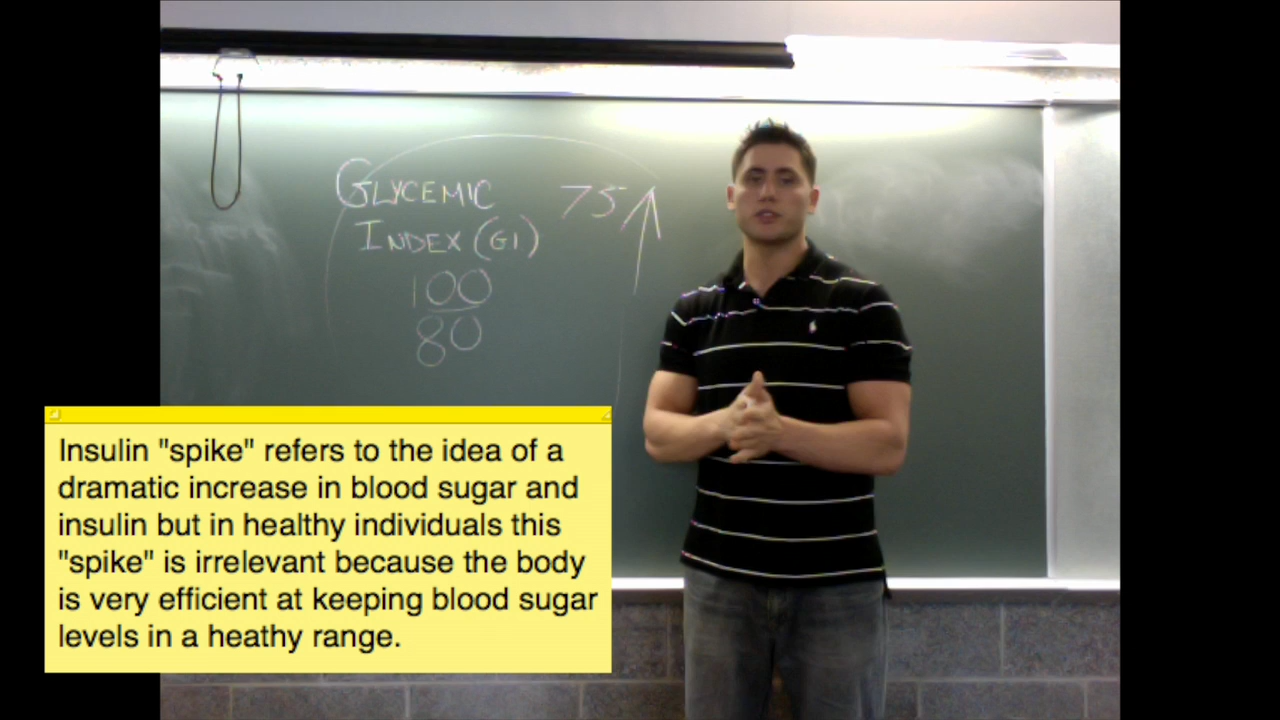 GLYCEMIC 75
INDEX (GI)
100
80
Insulin "spike" refers to the idea of a
dramatic increase in blood sugar and
insulin but in healthy individuals this
"spike" is irrelevant because the body
is very efficient at keeping blood sugar
levels in a heathy range.